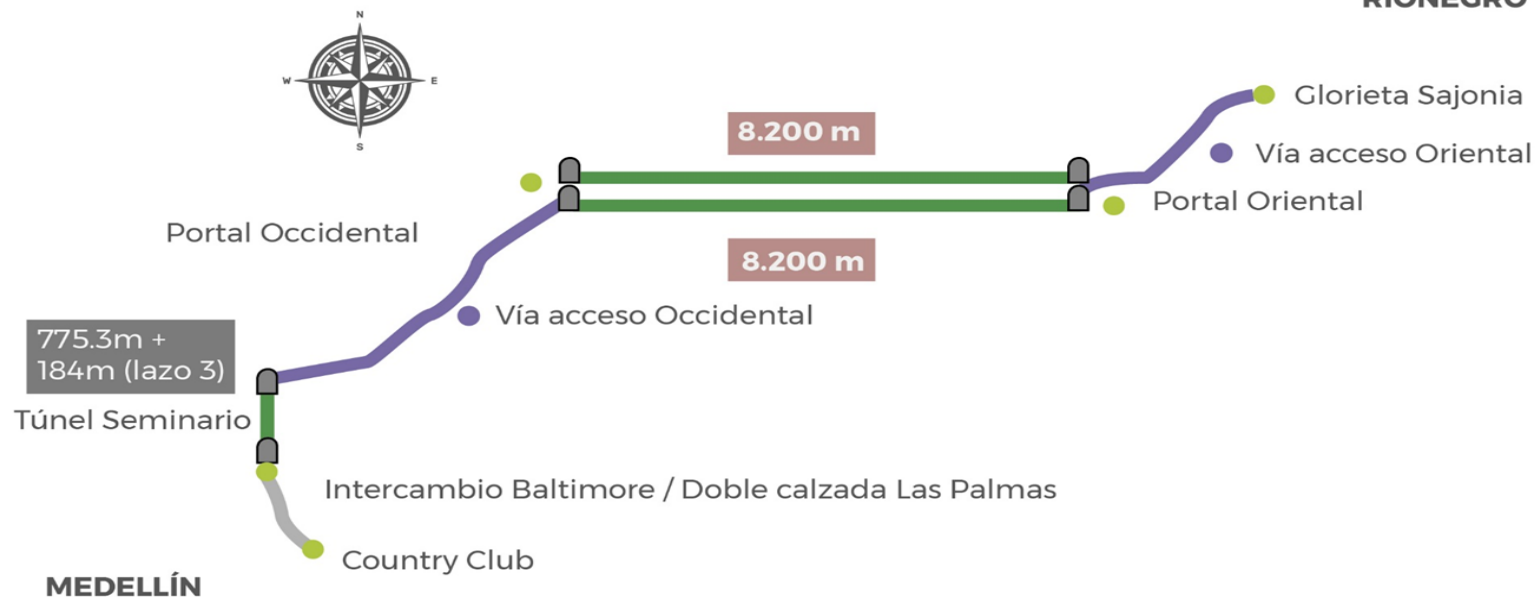 RIONEGRO
N
W
E
S
Glorieta Sajonia
8.200 m
Vía acceso Oriental
Portal Oriental
Portal Occidental
8.200 m
Vía acceso Occidental
775.3m +
184m (lazo 3)
Túnel Seminario
Intercambio Baltimore / Doble calzada Las Palmas
Country Club
MEDELLÍN